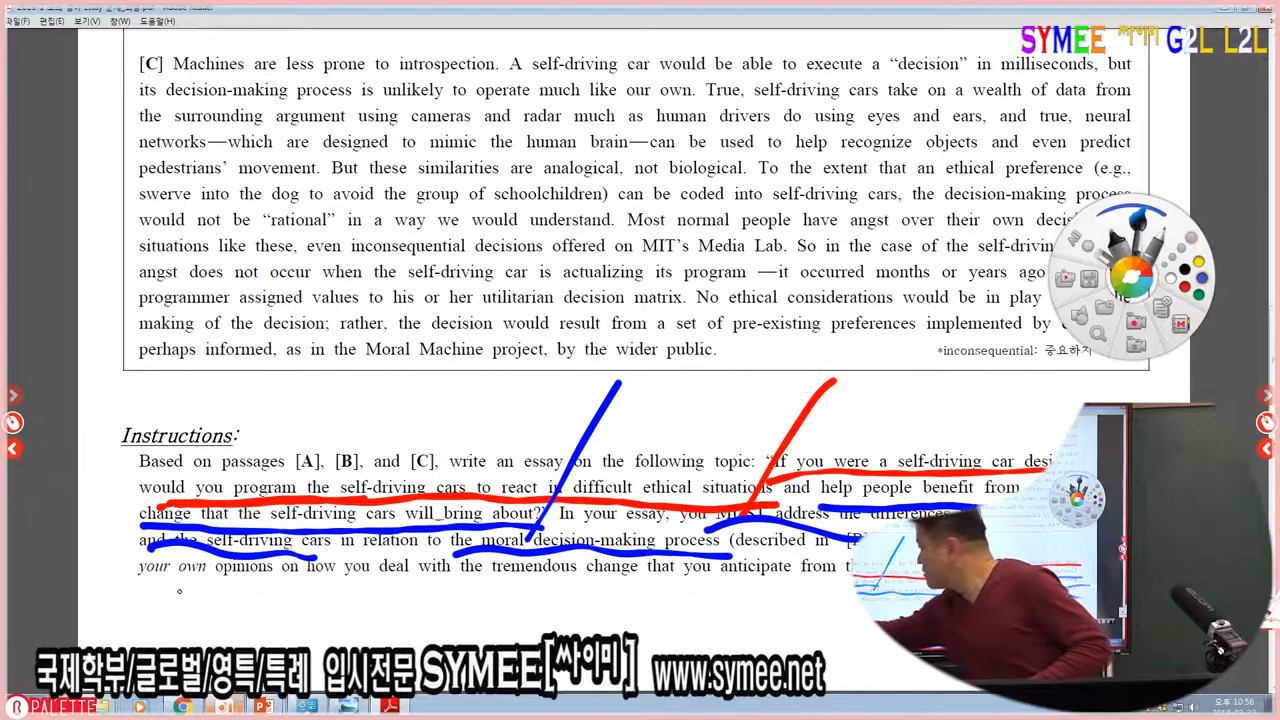 파일(F) 편집(E) 보기(V) 창(W) 도움말(H)
SYMEE 싸이미 G2L L2L
[C] Machines are less prone to introspection. A self-driving car would be able to execute a “decision” in milliseconds, but
its decision-making process is unlikely to operate much like our own. True, self-driving cars take on a wealth of data from
the surrounding argument using cameras and radar much as human drivers do using eyes and ears, and true, neural
networks—which are designed to mimic the human brain—can be used to help recognize objects and even predict
pedestrians’ movement. But these similarities are analogical, not biological. To the extent that an ethical preference (e.g.,
swerve into the dog to avoid the group of schoolchildren) can be coded into self-driving cars, the decision-making process
would not be “rational” in a way we would understand. Most normal people have angst over their own
situations like these, even inconsequential decisions offered on MIT’s Media Lab. So in the case of the
angst does not occur when the self-driving car is actualizing its program —it occurred months or years ago
programmer assigned values to his or her utilitarian decision matrix. No ethical considerations would be in play
making of the decision; rather, the decision would result from a set of pre-existing preferences implemented by
perhaps informed, as in the Moral Machine project, by the wider public.
*inconsequential: 중요하지
Instructions:
Based on passages [A], [B], and [C], write an essay on the following topic: “If you were a self-driving car
would you program the self-driving cars to react in difficult ethical situations and help people benefit from
change that the self-driving cars will bring about?” In your essay, you MUST address the differences
and the self-driving cars in relation to the moral decision-making process (described in
your own opinions on how you deal with the tremendous change that you anticipate from
국제학부/글로벌/영특/특례 입시전문 SYMEE[싸이미] www.symee.net
PALETTE
오전 10:56